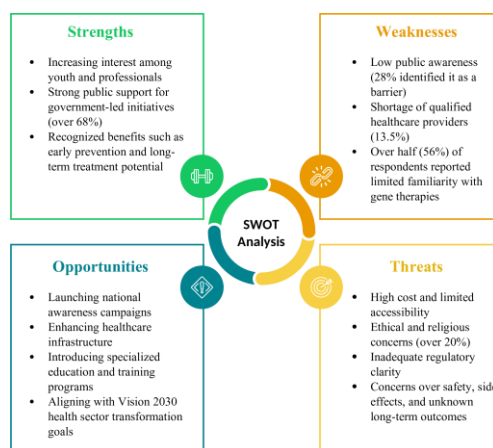 Strengths
Increasing interest among
youth and professionals
Strong public support for
government-led initiatives
(over 68%)
Recognized benefits such as
early prevention and long-
term treatment potential
Weaknesses
Low public awareness
(28% identified it as a
barrier)
Shortage of qualified
healthcare providers
(13.5%)
Over half (56%) of
respondents reported
limited familiarity with
gene therapies
SWOT
Analysis
Opportunities
Launching national
awareness campaigns
Enhancing healthcare
infrastructure
Introducing specialized
education and training
programs
Aligning with Vision 2030
health sector transformation
goals
Threats
High cost and limited
accessibility
Ethical and religious
concerns (over 20%)
Inadequate regulatory
clarity
Concerns over safety, side
effects, and unknown
long-term outcomes